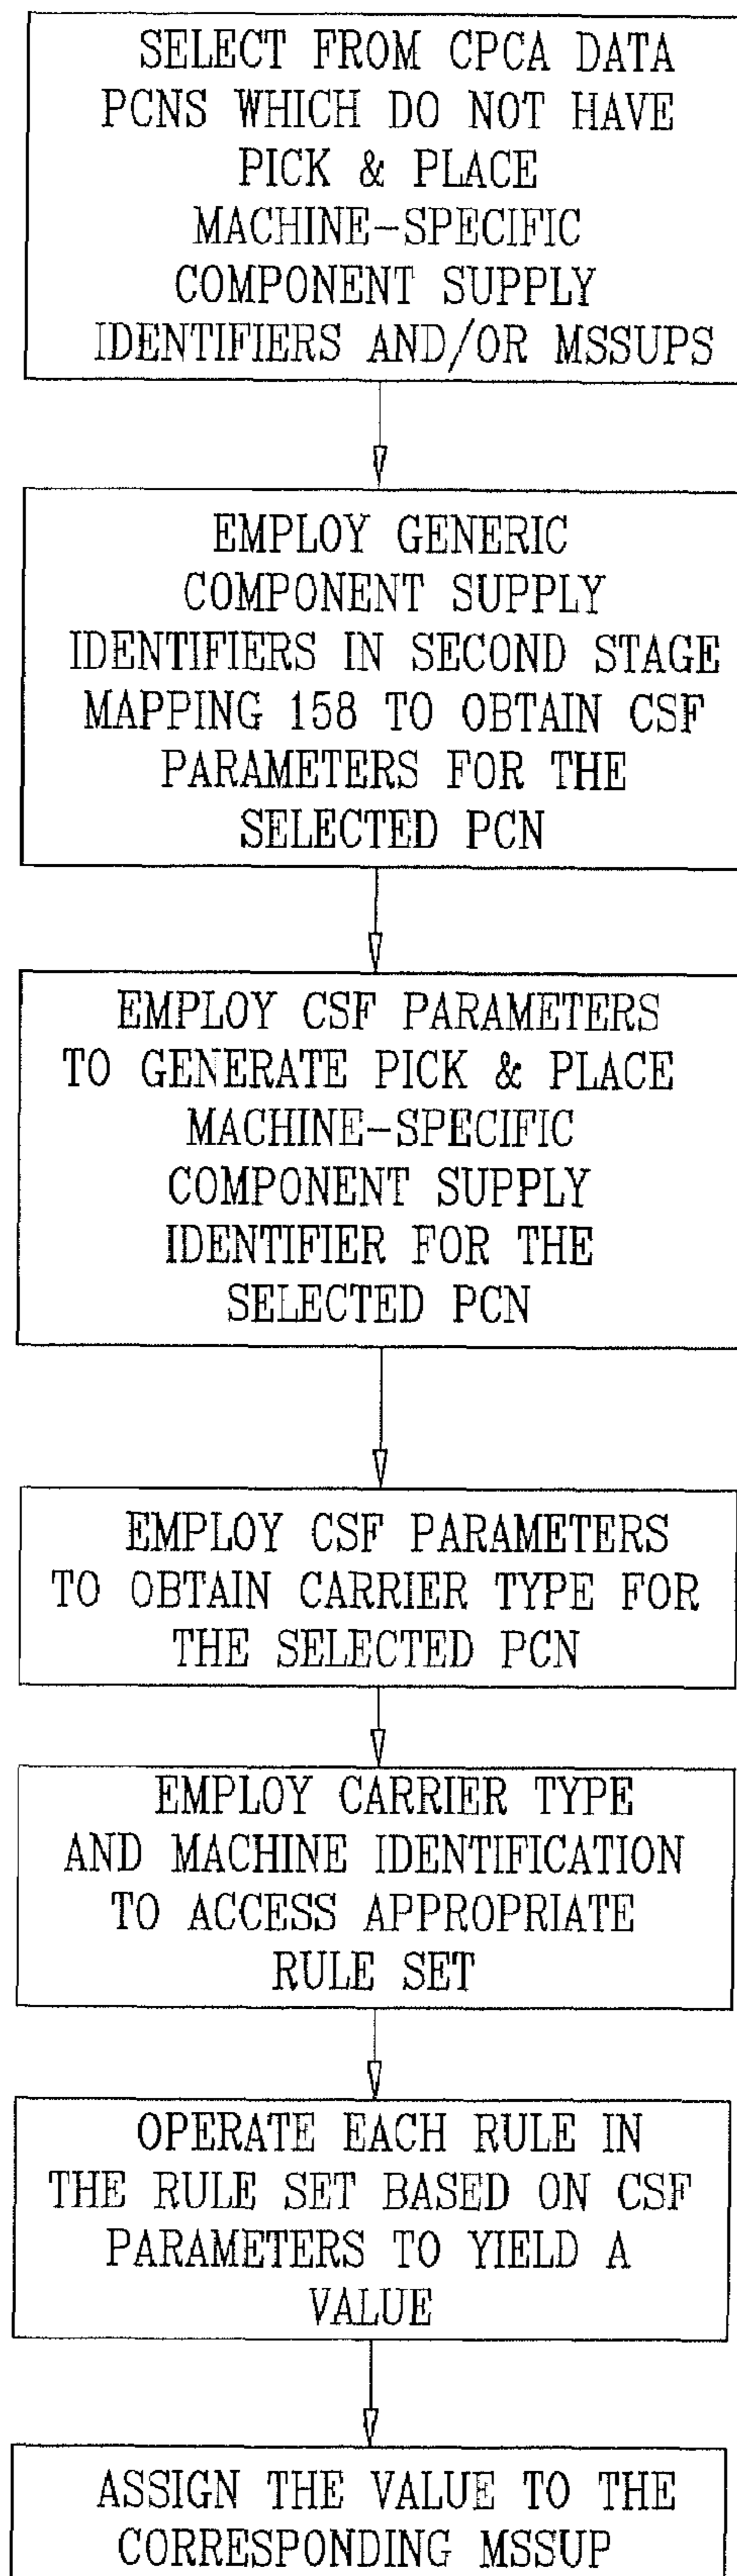 SELECT FROM CPCA DATA
PCNS WHICH DO NOT HAVE
PICK & PLACE
MACHINE-SPECIFIC
COMPONENT SUPPLY
IDENTIFIERS AND/OR MSSUPS
EMPLOY GENERIC
COMPONENT SUPPLY
IDENTIFIERS IN SECOND STAGE
MAPPING 158 TO OBTAIN CSF
PARAMETERS FOR THE
SELECTED PCN
EMPLOY CSF PARAMETERS
TO GENERATE PICK & PLACE
MACHINE-SPECIFIC
COMPONENT SUPPLY
IDENTIFIER FOR THE
SELECTED PCN
EMPLOY CSF PARAMETERS
TO OBTAIN CARRIER TYPE FOR
THE SELECTED PCN
EMPLOY CARRIER TYPE
AND MACHINE IDENTIFICATION
TO ACCESS APPROPRIATE
RULE SET
OPERATE EACH RULE IN
THE RULE SET BASED ON CSF
PARAMETERS TO YIELD A
VALUE
ASSIGN THE VALUE TO THE
CORRESPONDING MSSUP